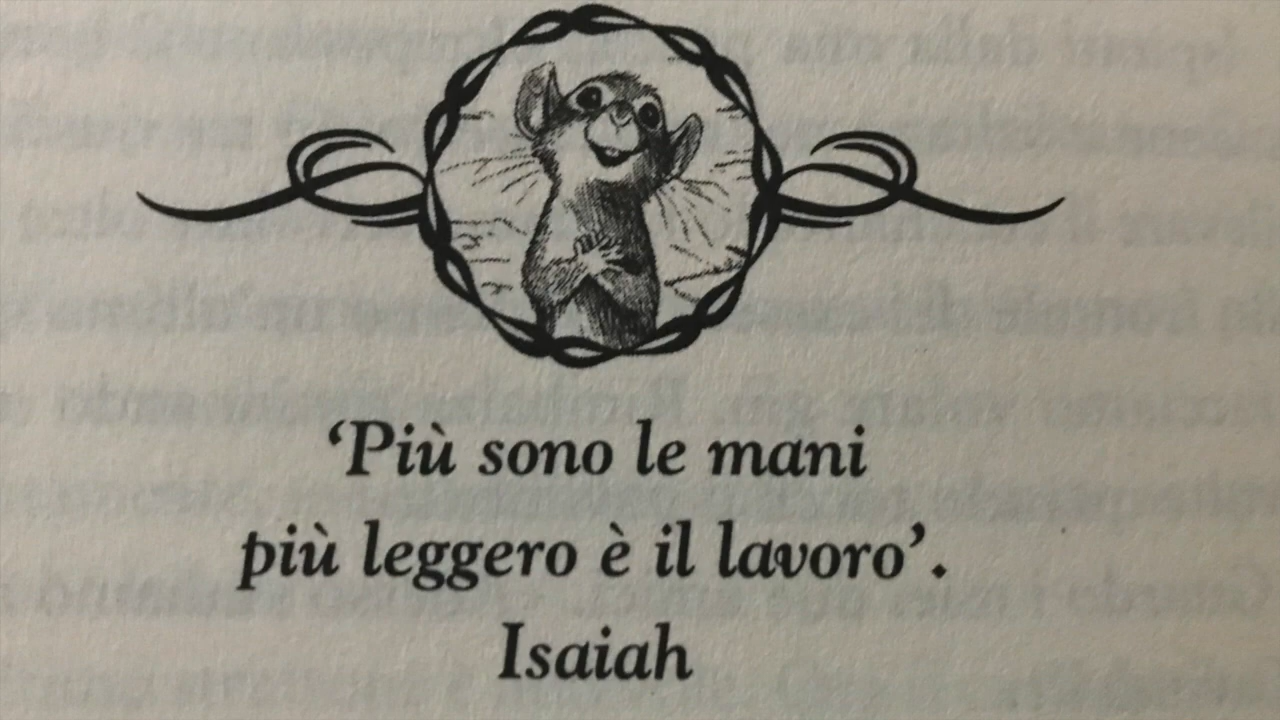 ‘Più sono le mani
più leggero è il lavoro’.
Isaiah